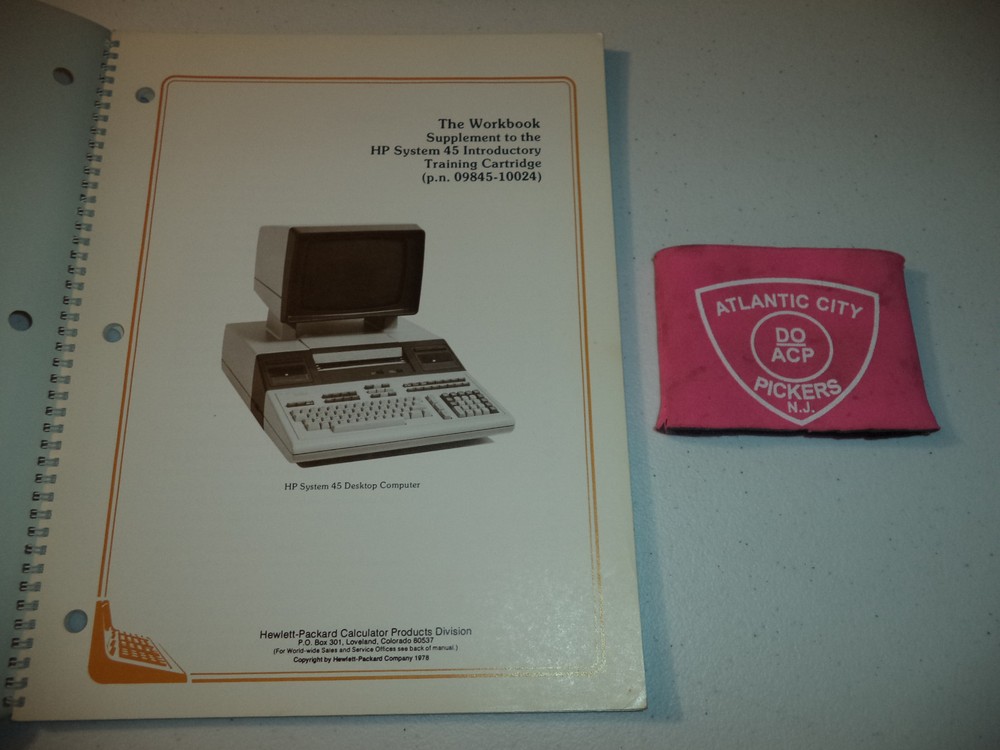 The Workbook
Supplement to the
HP System 45 Introductory
Training Cartridge
(p.n. 09845-10024)
HP System 45 Desktop Computer
Hewlett-Packard Calculator Products Division
P.O. Box 301, Loveland, Colorado 80537
(For World-wide Sales and Service Offices see back of manual.)
Copyright by Hewlett-Packard Company 1978
ATLANTIC CITY
DO
ACP
PICKERS
N.J.